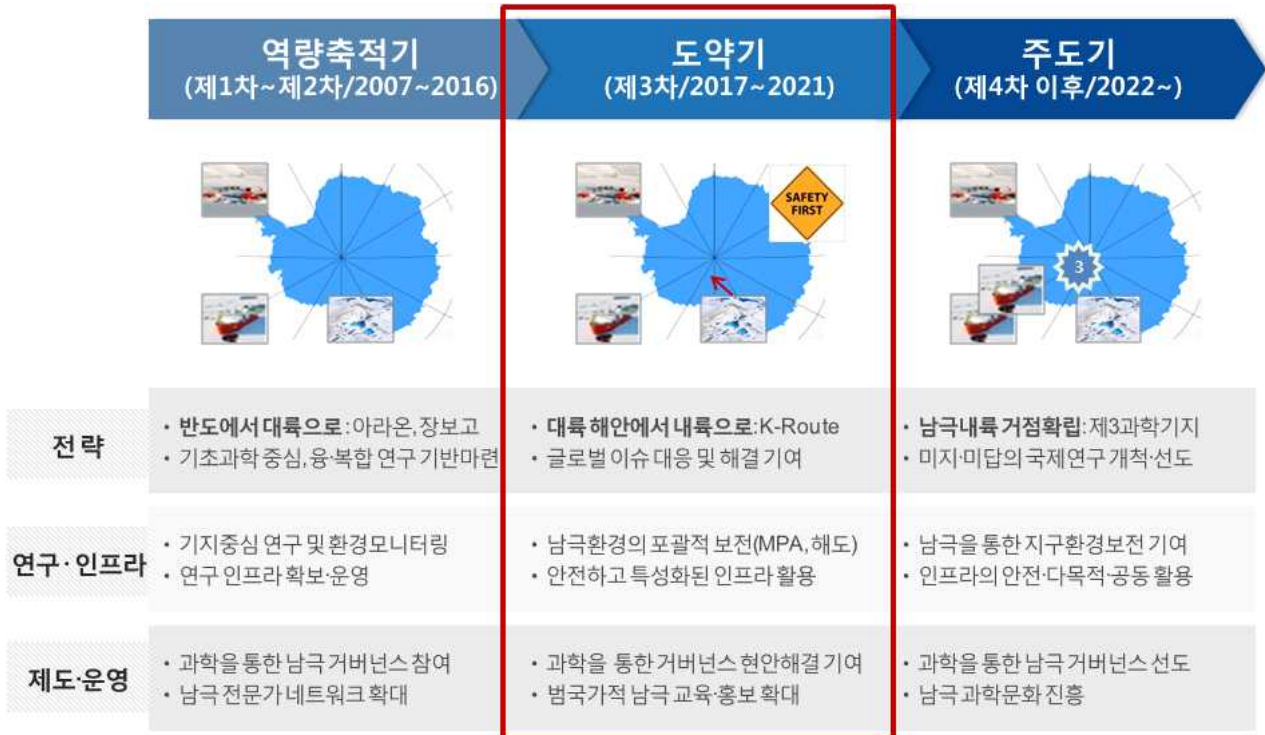 역량축적기
(제1차~제2차/2007~2016)
도약기
(제3차/2017~2021)
주도기
(제4차 이후/2022~)
SAFETY
FIRST
3
전략
• 반도에서 대륙으로:아라온,장보고
• 기초과학 중심,융·복합 연구 기반마련
• 대륙 해안에서 내륙으로:K-Route
• 글로벌 이슈 대응 및 해결 기여
• 남극내륙 거점확립:제3과학기지
• 미지·미답의 국제연구 개척·선도
연구·인프라
• 기지중심 연구 및 환경모니터링
• 연구 인프라 확보·운영
• 남극환경의 포괄적 보전(MPA,해도)
• 안전하고 특성화된 인프라 활용
• 남극을 통한 지구환경보전 기여
• 인프라의 안전·다목적·공동 활용
제도·운영
• 과학을 통한 남극 거버넌스 참여
• 남극 전문가 네트워크 확대
• 과학을 통한 거버넌스 현안해결 기여
• 범국가적 남극 교육·홍보 확대
• 과학을 통한 남극 거버넌스 선도
• 남극 과학문화 진흥